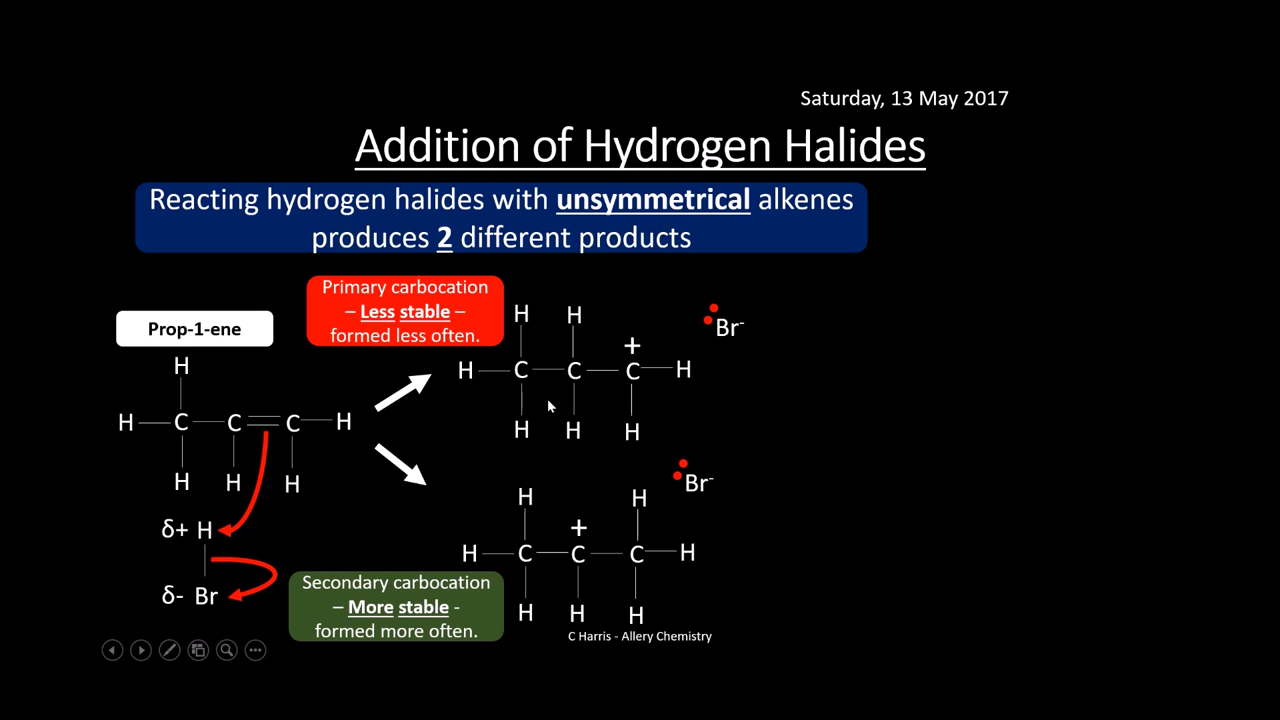 Saturday, 13 May 2017
Addition of Hydrogen Halides
Reacting hydrogen halides with unsymmetrical alkenes
produces 2 different products
Primary carbocation
– Less stable –
formed less often.
Prop-1-ene
H H
+
Br-
H C C C H
H H H
H
H C C C H
H H H
δ+ H
δ- Br
H H
+
Br-
H C C C H
H H H
Secondary carbocation
– More stable -
formed more often.
C Harris - Allery Chemistry